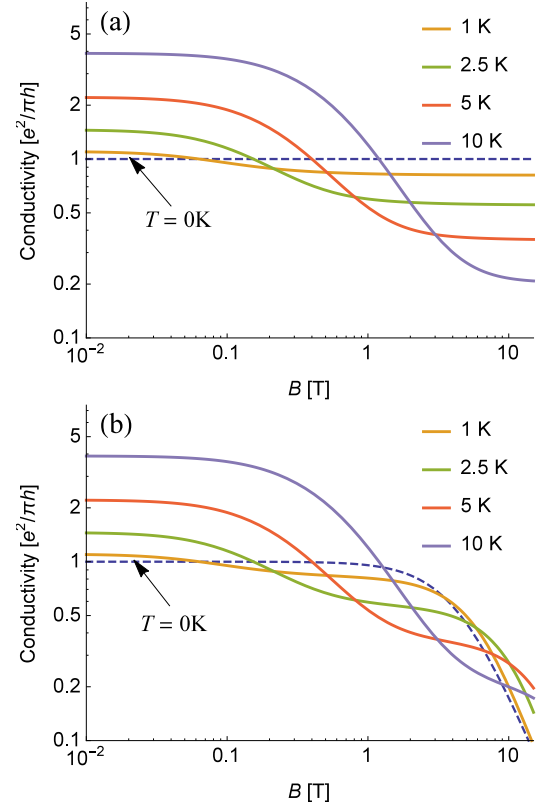 (a)
1 K
2.5 K
5 K
10 K
Conductivity [e²/πh]
5
2
1
0.5
0.2
0.1
T = 0K
10⁻² 0.1 1 10
B [T]
(b)
1 K
2.5 K
5 K
10 K
Conductivity [e²/πh]
5
2
1
0.5
0.2
0.1
T = 0K
10⁻² 0.1 1 10
B [T]